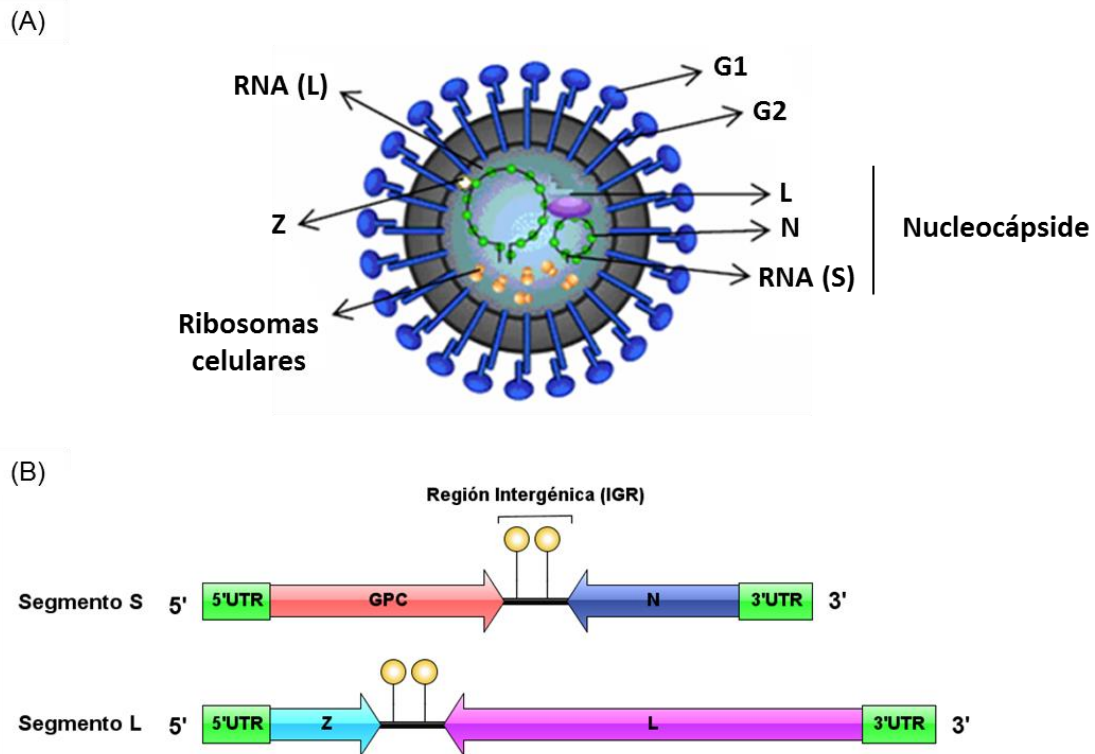 (A)
RNA (L)
G1
G2
Z
L
N
RNA (S)
Nucleocápside
Ribosomas
celulares
(B)
Región Intergénica (IGR)
Segmento S 5' 5'UTR GPC N 3'UTR 3'
Segmento L 5' 5'UTR Z L 3'UTR 3'